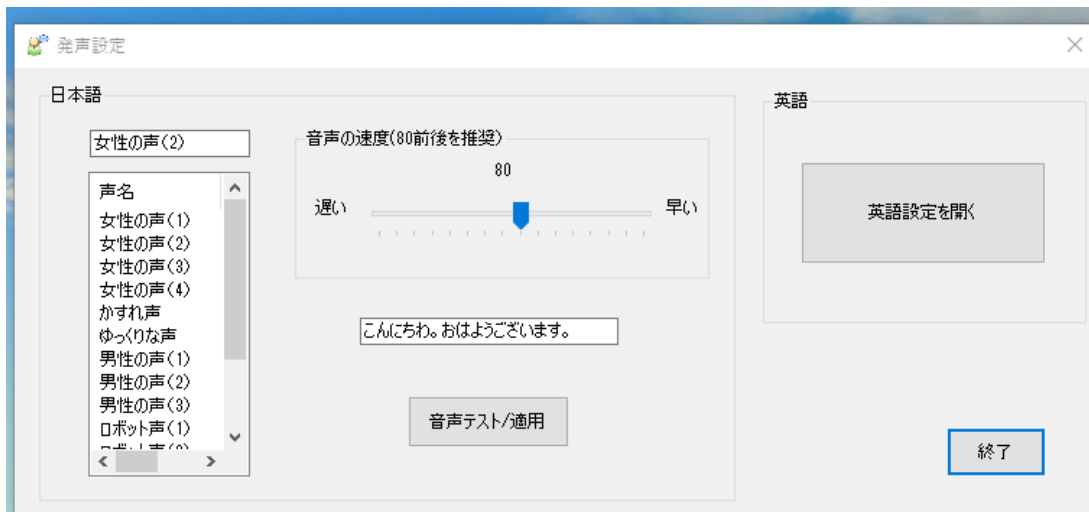 発声設定
日本語
女性の声(2)
声名
女性の声(1)
女性の声(2)
女性の声(3)
女性の声(4)
かすれ声
ゆっくりな声
男性の声(1)
男性の声(2)
男性の声(3)
ロボット声(1)
音声の速度(80前後を推奨)
80
遅い
早い
こんにちわ。おはようございます。
音声テスト/適用
英語
英語設定を開く
終了